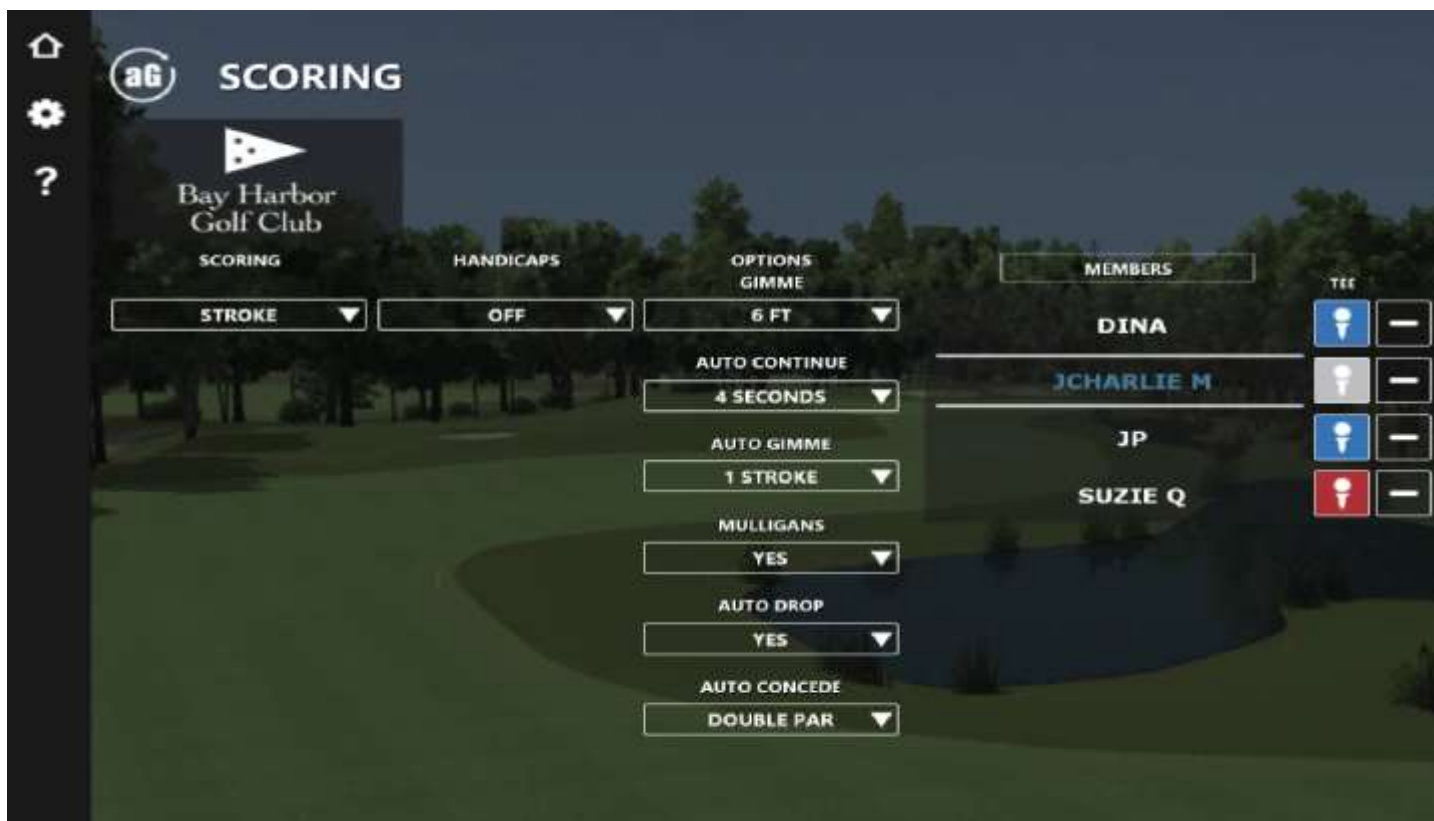 aG SCORING
?
Bay Harbor
Golf Club
SCORING
STROKE
HANDICAPS
OFF
OPTIONS
GIMME
6 FT
AUTO CONTINUE
4 SECONDS
AUTO GIMME
1 STROKE
MULLIGANS
YES
AUTO DROP
YES
AUTO CONCEDE
DOUBLE PAR
MEMBERS
TEE
DINA
JCHARLIE M
JP
SUZIE Q